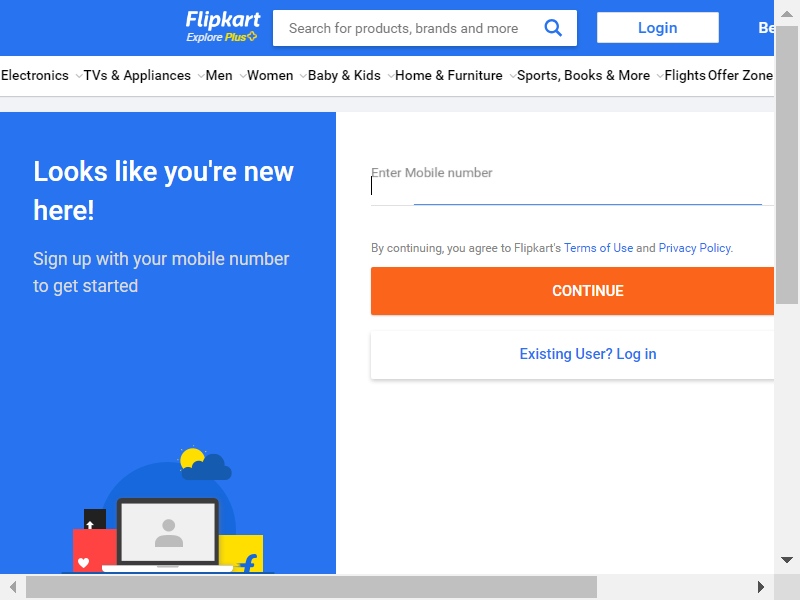 Flipkart
Explore Plus
Search for products, brands and more
Login
Electronics
TVs & Appliances
Men
Women
Baby & Kids
Home & Furniture
Sports, Books & More
Flights
Offer Zone
Looks like you're new
here!
Sign up with your mobile number
to get started
Enter Mobile number
By continuing, you agree to Flipkart's Terms of Use and Privacy Policy.
CONTINUE
Existing User? Log in